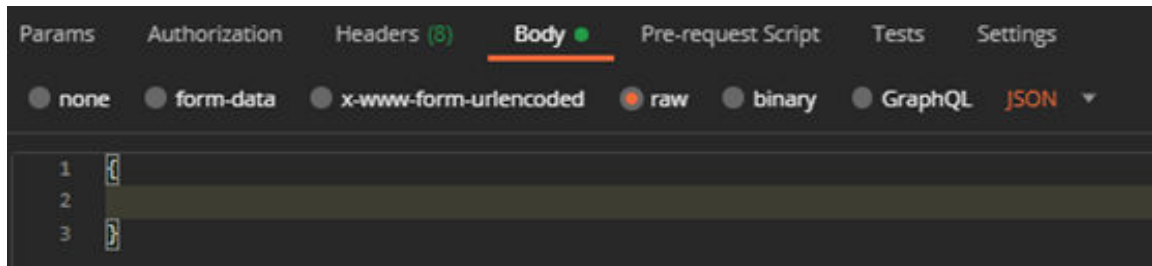 Params Authorization Headers (8) Body Pre-request Script Tests Settings
none form-data x-www-form-urlencoded raw binary GraphQL JSON
1 {
2
3 }